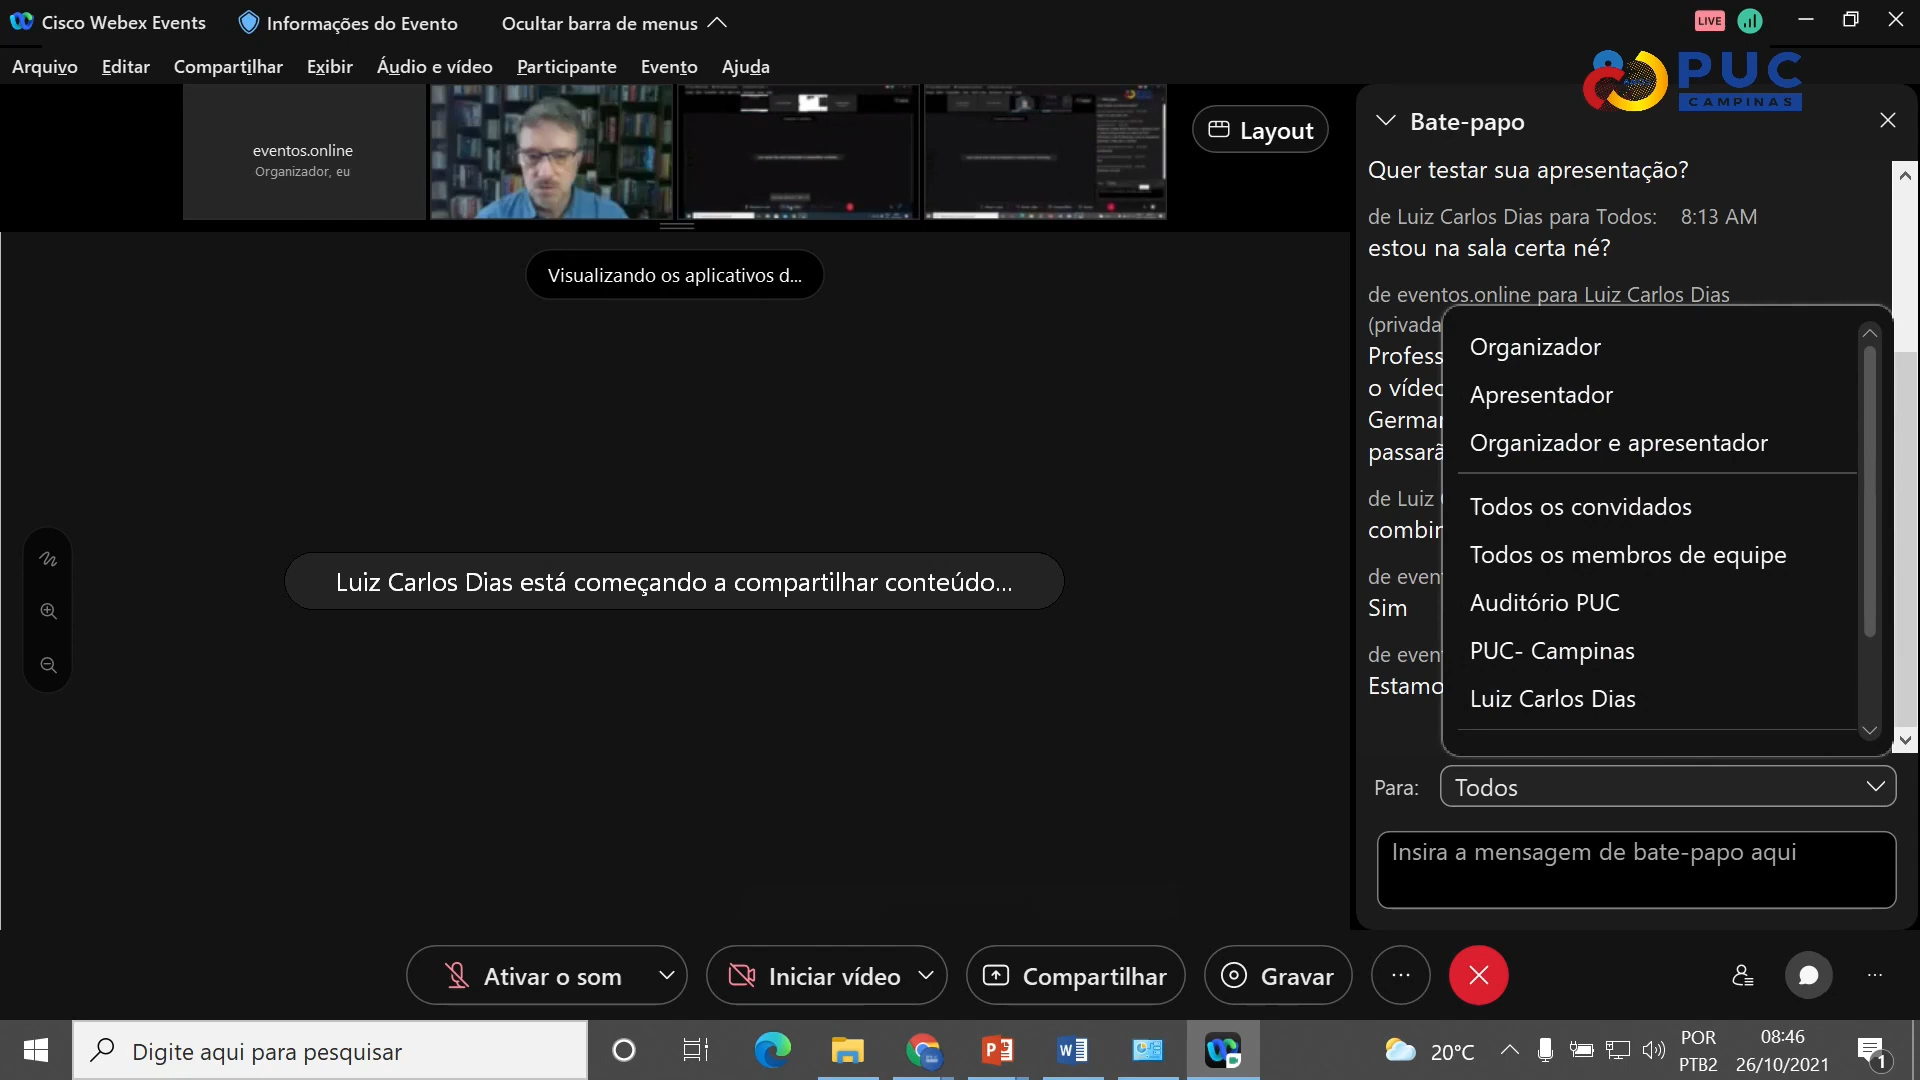 Cisco Webex Events
Informações do Evento
Ocultar barra de menus
LIVE
Arquivo Editar Compartilhar Exibir Áudio e vídeo Participante Evento Ajuda
PUC
CAMPINAS
eventos.online
Organizador, eu
Layout
Visualizando os aplicativos d...
Luiz Carlos Dias está começando a compartilhar conteúdo...
Bate-papo
Quer testar sua apresentação?
de Luiz Carlos Dias para Todos: 8:13 AM
estou na sala certa né?
de eventos.online para Luiz Carlos Dias
(privada
Profess
o vídeo
German
passarã
de Luiz
combin
de even
Sim
de even
Estamo
Organizador
Apresentador
Organizador e apresentador
Todos os convidados
Todos os membros de equipe
Auditório PUC
PUC- Campinas
Luiz Carlos Dias
Para: Todos
Insira a mensagem de bate-papo aqui
Ativar o som
Iniciar vídeo
Compartilhar
Gravar
Digite aqui para pesquisar
20°C
POR
PTB2
08:46
26/10/2021
1